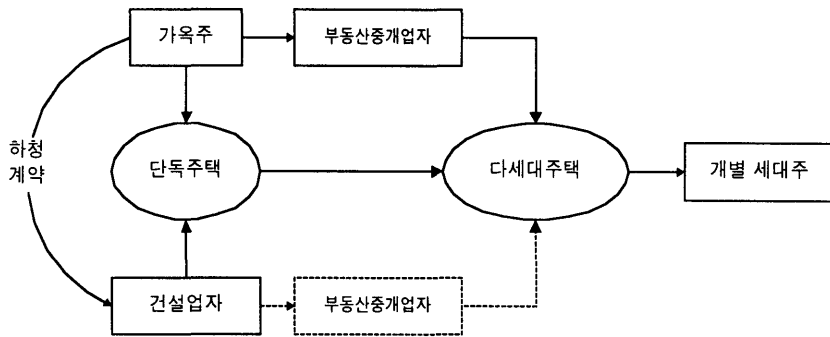 가옥주
부동산중개업자
하청
계약
단독주택
다세대주택
개별 세대주
건설업자
부동산중개업자